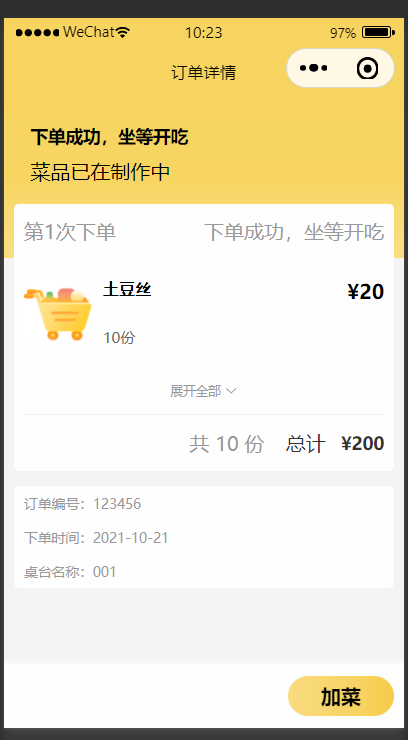 WeChat 10:23 97%
订单详情
下单成功，坐等开吃
菜品已在制作中
第1次下单 下单成功，坐等开吃
土豆丝 ¥20
10份
展开全部
共 10 份 总计 ¥200
订单编号：123456
下单时间：2021-10-21
桌台名称：001
加菜